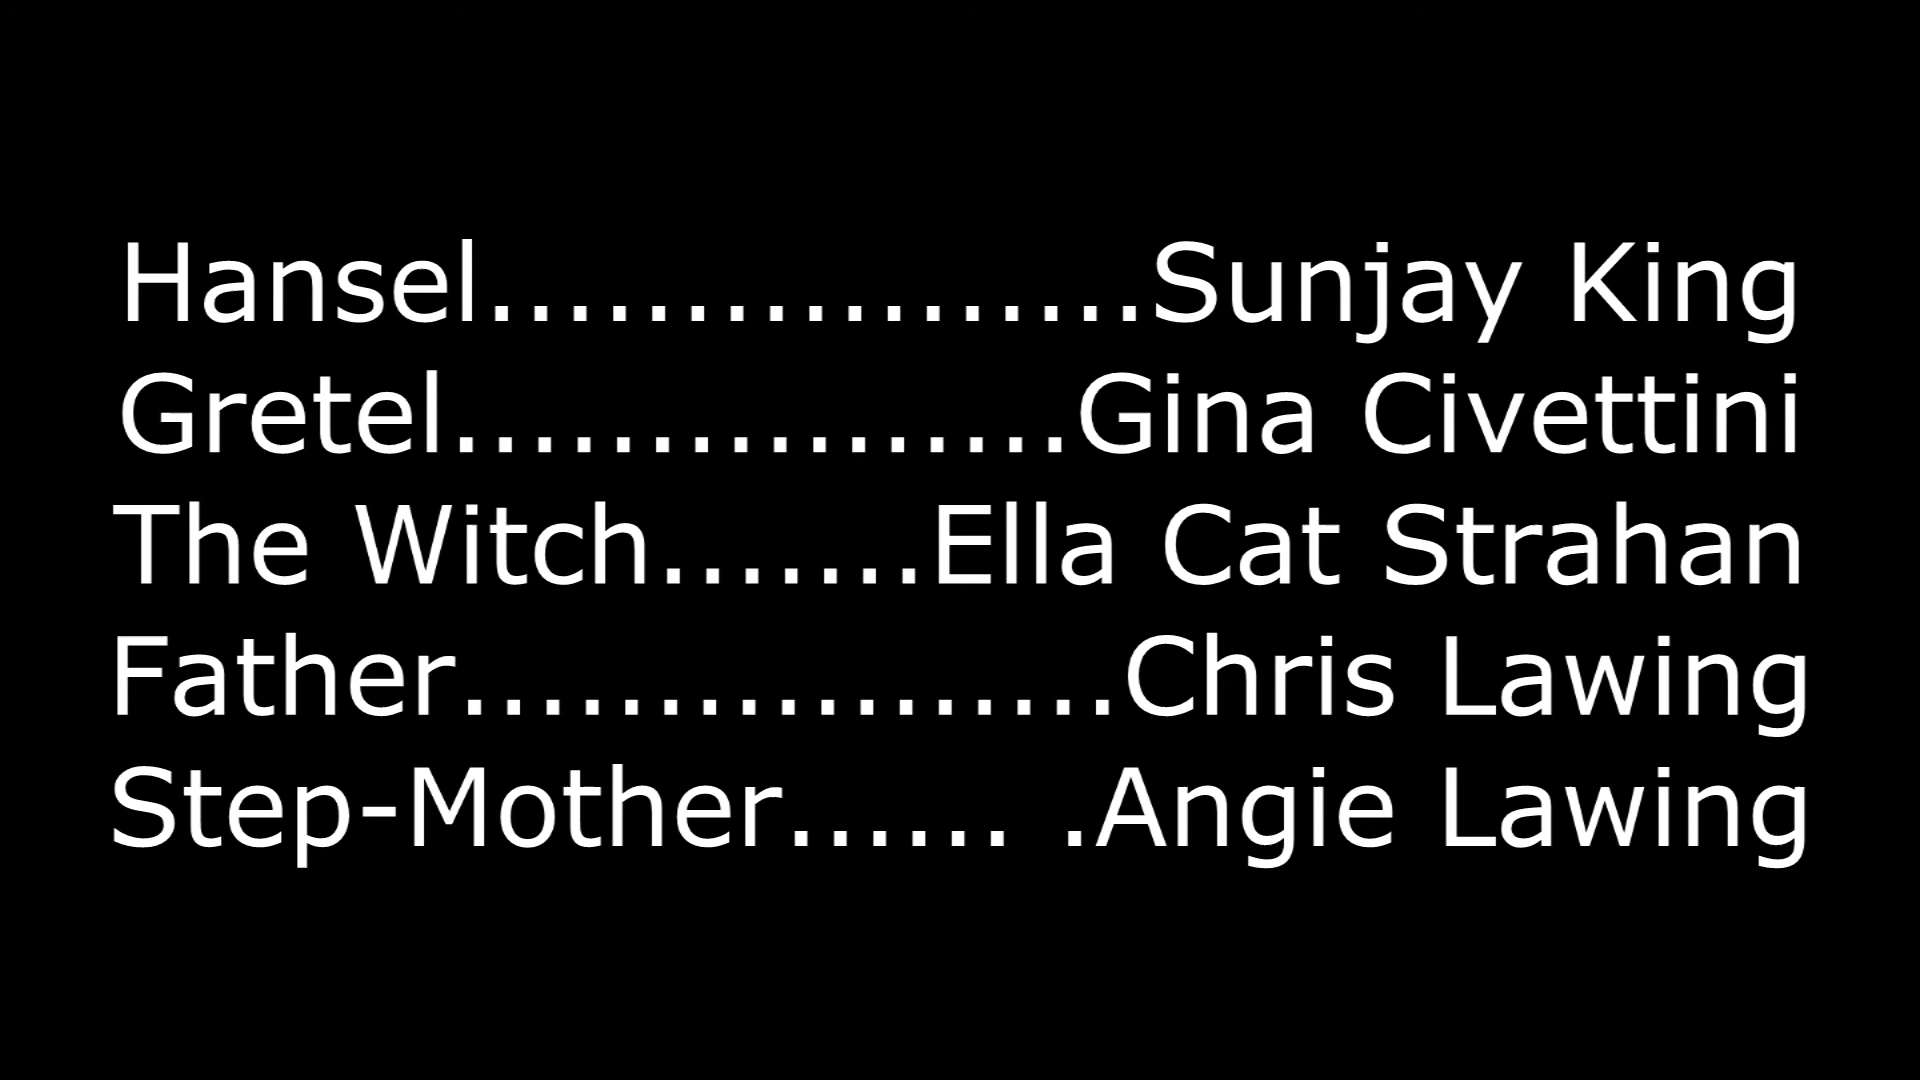 Hansel.................Sunjay King
Gretel................Gina Civettini
The Witch.......Ella Cat Strahan
Father.................Chris Lawing
Step-Mother...... .Angie Lawing